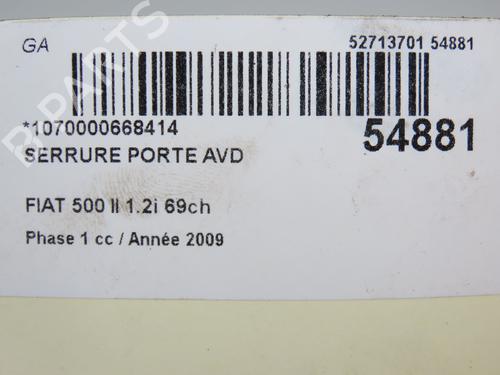 GA
52713701 54881
*1070000668414
54881
SERRURE PORTE AVD
FIAT 500 II 1.2i 69ch
Phase 1 cc / Année 2009
B-PARTS